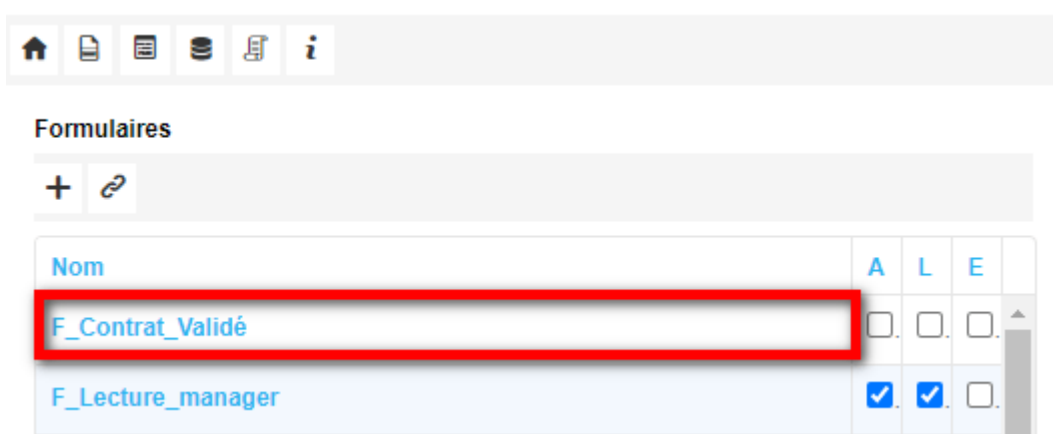 Formulaires
Nom A L E
F_Contrat_Validé
F_Lecture_manager